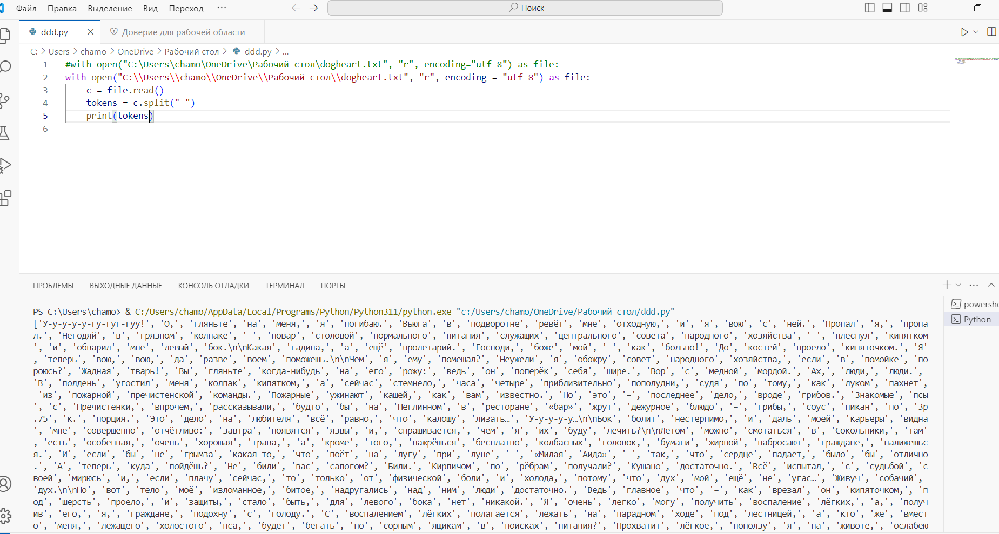 Файл Правка Выделение Вид Переход ··· Поиск
ddd.py Доверие для рабочей области
C: > Users > chamo > OneDrive > Рабочий стол > ddd.py > ...
1 #with open("C:\Users\chamo\OneDrive\Рабочий стол\dogheart.txt", "r", encoding="utf-8") as file:
2 with open("C:\\Users\\chamo\\OneDrive\\Рабочий стол\\dogheart.txt", "r", encoding = "utf-8") as file:
3 c = file.read()
4 tokens = c.split(" ")
5 print(tokens)
6
ПРОБЛЕМЫ ВЫХОДНЫЕ ДАННЫЕ КОНСОЛЬ ОТЛАДКИ ТЕРМИНАЛ ПОРТЫ
powershe
Python
PS C:\Users\chamo> & C:/Users/chamo/AppData/Local/Programs/Python/Python311/python.exe "c:/Users/chamo/OneDrive/Рабочий стол/ddd.py"
['У-у-у-у-у-гу-гуг-гуу!', 'О,', 'гляньте', 'на', 'меня,', 'я', 'погибаю.', 'Вьюга', 'в', 'подворотне', 'ревёт', 'мне', 'отходную,', 'и', 'я', 'вою', 'с', 'ней.', 'Пропал', 'я,', 'пропа
л.', 'Негодяй', 'в', 'грязном', 'колпаке', '–', 'повар', 'столовой', 'нормального', 'питания', 'служащих', 'центрального', 'совета', 'народного', 'хозяйства', '–', 'плеснул', 'кипятком
', 'и', 'обварил', 'мне', 'левый', 'бок.\n\nКакая', 'гадина,', 'а', 'ещё', 'пролетарий.', 'Господи,', 'боже', 'мой', '–', 'как', 'больно!', 'До', 'костей', 'проело', 'кипяточком.', 'Я'
, 'теперь', 'вою,', 'вою,', 'да', 'разве', 'воем', 'поможешь.\n\nЧем', 'я', 'ему', 'помешал?', 'Неужели', 'я', 'обожру', 'совет', 'народного', 'хозяйства,', 'если', 'в', 'помойке', 'по
роюсь?', 'Жадная', 'тварь!', 'Вы', 'гляньте', 'когда-нибудь', 'на', 'его', 'рожу:', 'ведь', 'он', 'поперёк', 'себя', 'шире.', 'Вор', 'с', 'медной', 'мордой.', 'Ах,', 'люди,', 'люди.',
'В', 'полдень', 'угостил', 'меня', 'колпак', 'кипятком,', 'а', 'сейчас', 'стемнело,', 'часа', 'четыре', 'приблизительно', 'пополудни,', 'судя', 'по', 'тому,', 'как', 'луком', 'пахнет',
'из', 'пожарной', 'пречистенской', 'команды.', 'Пожарные', 'ужинают', 'кашей,', 'как', 'вам', 'известно.', 'Но', 'это', '–', 'последнее', 'дело,', 'вроде', 'грибов.', 'Знакомые', 'псы
', 'с', 'Пречистенки,', 'впрочем,', 'рассказывали,', 'будто', 'бы', 'на', 'Неглинном', 'в', 'ресторане', '«бар»', 'жрут', 'дежурное', 'блюдо', '–', 'грибы,', 'соус', 'пикан', 'по', '3р
.75', 'к.', 'порция.', 'Это', 'дело', 'на', 'любителя', 'всё', 'равно,', 'что', 'калошу', 'лизать…', 'У-у-у-у-у…\n\nБок', 'болит', 'нестерпимо,', 'и', 'даль', 'моей', 'карьеры', 'видна
', 'мне', 'совершенно', 'отчётливо:', 'завтра', 'появятся', 'язвы', 'и,', 'спрашивается,', 'чем', 'я', 'их', 'буду', 'лечить?\n\nЛетом', 'можно', 'смотаться', 'в', 'Сокольники,', 'там'
, 'есть', 'особенная,', 'очень', 'хорошая', 'трава,', 'а', 'кроме', 'того,', 'нажрёшься', 'бесплатно', 'колбасных', 'головок,', 'бумаги', 'жирной', 'набросают', 'граждане,', 'налижешьс
я.', 'И', 'если', 'бы', 'не', 'грымза', 'какая-то,', 'что', 'поёт', 'на', 'лугу', 'при', 'луне', '–', '«Милая', 'Аида»', '–', 'так,', 'что', 'сердце', 'падает,', 'было', 'бы', 'отлично
.', 'А', 'теперь', 'куда', 'пойдёшь?', 'Не', 'били', 'вас', 'сапогом?', 'Били.', 'Кирпичом', 'по', 'рёбрам', 'получали?', 'Кушано', 'достаточно.', 'Всё', 'испытал,', 'с', 'судьбой', 'с
воей', 'мирюсь', 'и,', 'если', 'плачу', 'сейчас,', 'то', 'только', 'от', 'физической', 'боли', 'и', 'холода,', 'потому', 'что', 'дух', 'мой', 'ещё', 'не', 'угас…', 'Живуч', 'собачий',
'дух.\n\nНо', 'вот', 'тело', 'моё', 'изломанное,', 'битое,', 'надругались', 'над', 'ним', 'люди', 'достаточно.', 'Ведь', 'главное', 'что', '–', 'как', 'врезал', 'он', 'кипяточком,', 'п
од', 'шерсть', 'проело,', 'и', 'защиты,', 'стало', 'быть,', 'для', 'левого', 'бока', 'нет', 'никакой.', 'Я', 'очень', 'легко', 'могу', 'получить', 'воспаление', 'лёгких,', 'а,', 'получ
ив', 'его,', 'я,', 'граждане,', 'подохну', 'с', 'голоду.', 'С', 'воспалением', 'лёгких', 'полагается', 'лежать', 'на', 'парадном', 'ходе', 'под', 'лестницей,', 'а', 'кто', 'же', 'вмест
о', 'меня,', 'лежащего', 'холостого', 'пса,', 'будет', 'бегать', 'по', 'сорным', 'ящикам', 'в', 'поисках', 'питания?', 'Прохватит', 'лёгкое,', 'поползу', 'я', 'на', 'животе,', 'ослабею